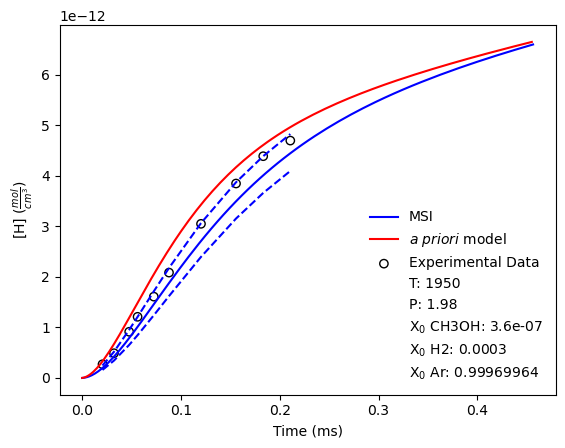 1e−12
6
5
4
3
2
1
0
[H] (mol/cm³)
0.0 0.1 0.2 0.3 0.4
Time (ms)
MSI
a priori model
Experimental Data
T: 1950
P: 1.98
X₀ CH3OH: 3.6e-07
X₀ H2: 0.0003
X₀ Ar: 0.99969964